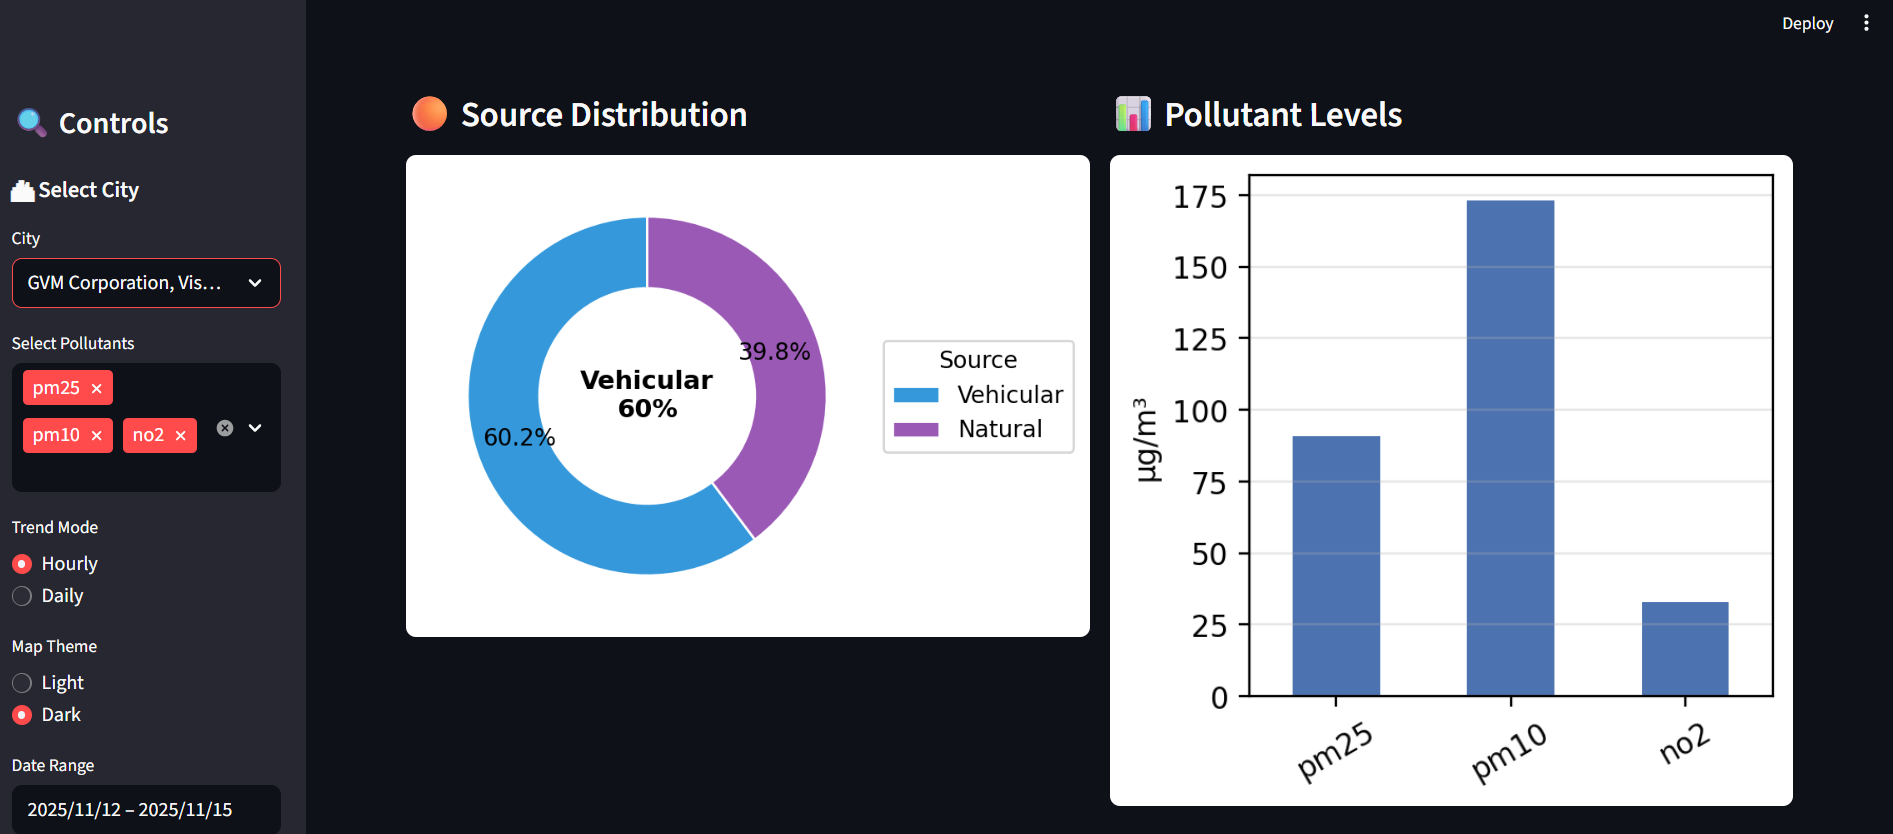 Deploy
Controls
Select City
City
GVM Corporation, Vis...
Select Pollutants
pm25 ×
pm10 × no2 ×
Trend Mode
Hourly
Daily
Map Theme
Light
Dark
Date Range
2025/11/12 – 2025/11/15
Source Distribution
39.8%
Vehicular
60%
60.2%
Source
Vehicular
Natural
Pollutant Levels
175
150
125
100
75
50
25
0
µg/m³
pm25
pm10
no2